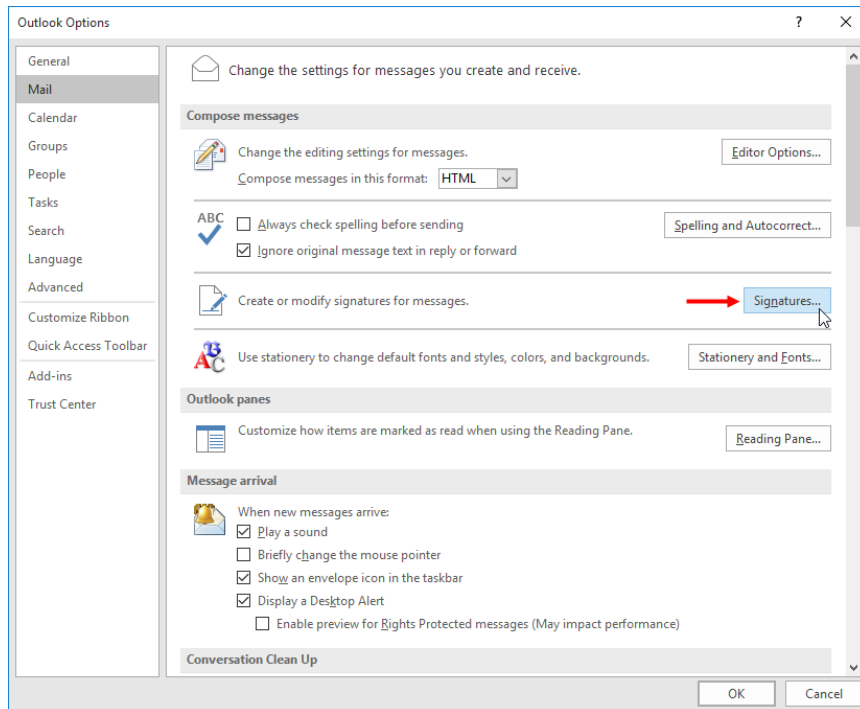 Outlook Options
General
Mail
Calendar
Groups
People
Tasks
Search
Language
Advanced
Customize Ribbon
Quick Access Toolbar
Add-ins
Trust Center
Change the settings for messages you create and receive.
Compose messages
Change the editing settings for messages.
Editor Options...
Compose messages in this format: HTML
ABC
Always check spelling before sending
Spelling and Autocorrect...
Ignore original message text in reply or forward
Create or modify signatures for messages.
Signatures...
Use stationery to change default fonts and styles, colors, and backgrounds.
Stationery and Fonts...
Outlook panes
Customize how items are marked as read when using the Reading Pane.
Reading Pane...
Message arrival
When new messages arrive:
Play a sound
Briefly change the mouse pointer
Show an envelope icon in the taskbar
Display a Desktop Alert
Enable preview for Rights Protected messages (May impact performance)
Conversation Clean Up
OK
Cancel